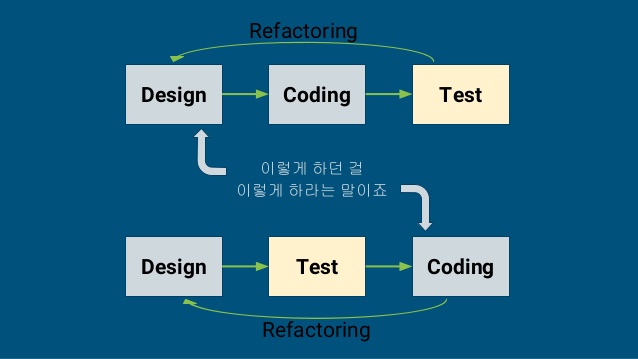 Refactoring
Design
Coding
Test
이렇게 하던 걸
이렇게 하라는 말이죠
Design
Test
Coding
Refactoring